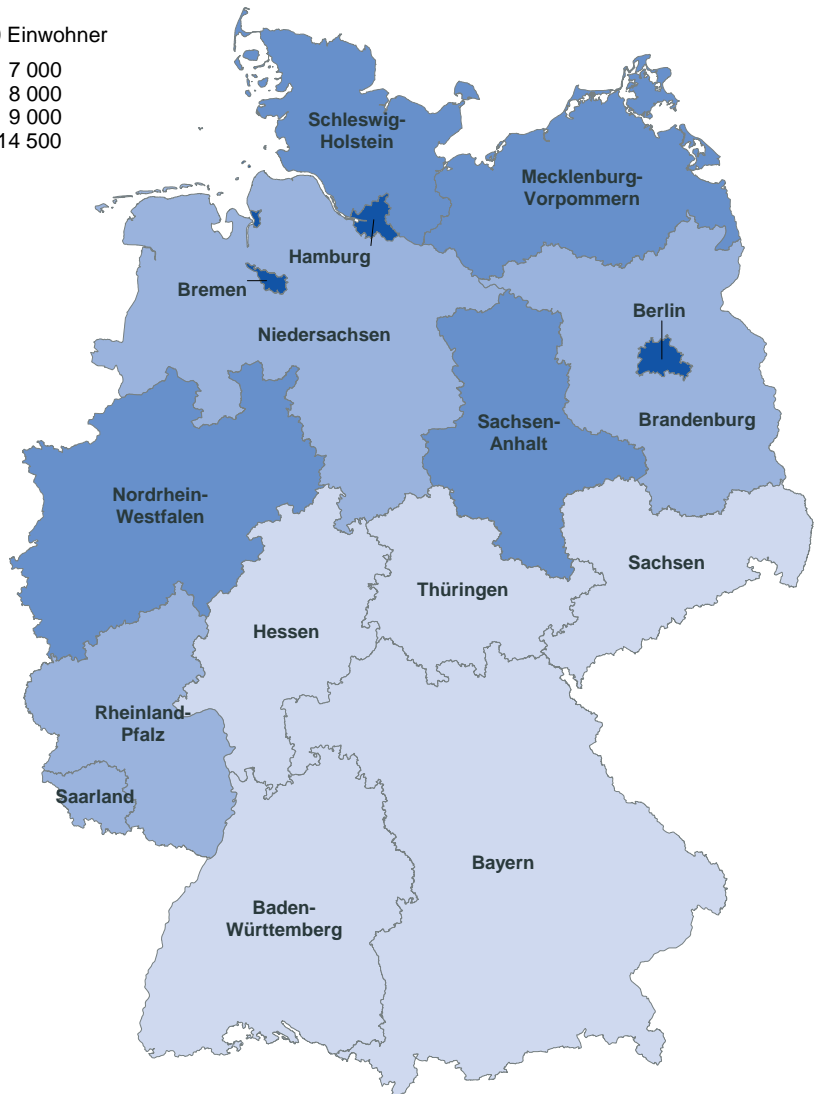 Einwohner
7 000
8 000
9 000
14 500
Schleswig-
Holstein
Mecklenburg-
Vorpommern
Hamburg
Bremen
Berlin
Niedersachsen
Sachsen-
Anhalt
Brandenburg
Nordrhein-
Westfalen
Sachsen
Thüringen
Hessen
Rheinland-
Pfalz
Saarland
Bayern
Baden-
Württemberg